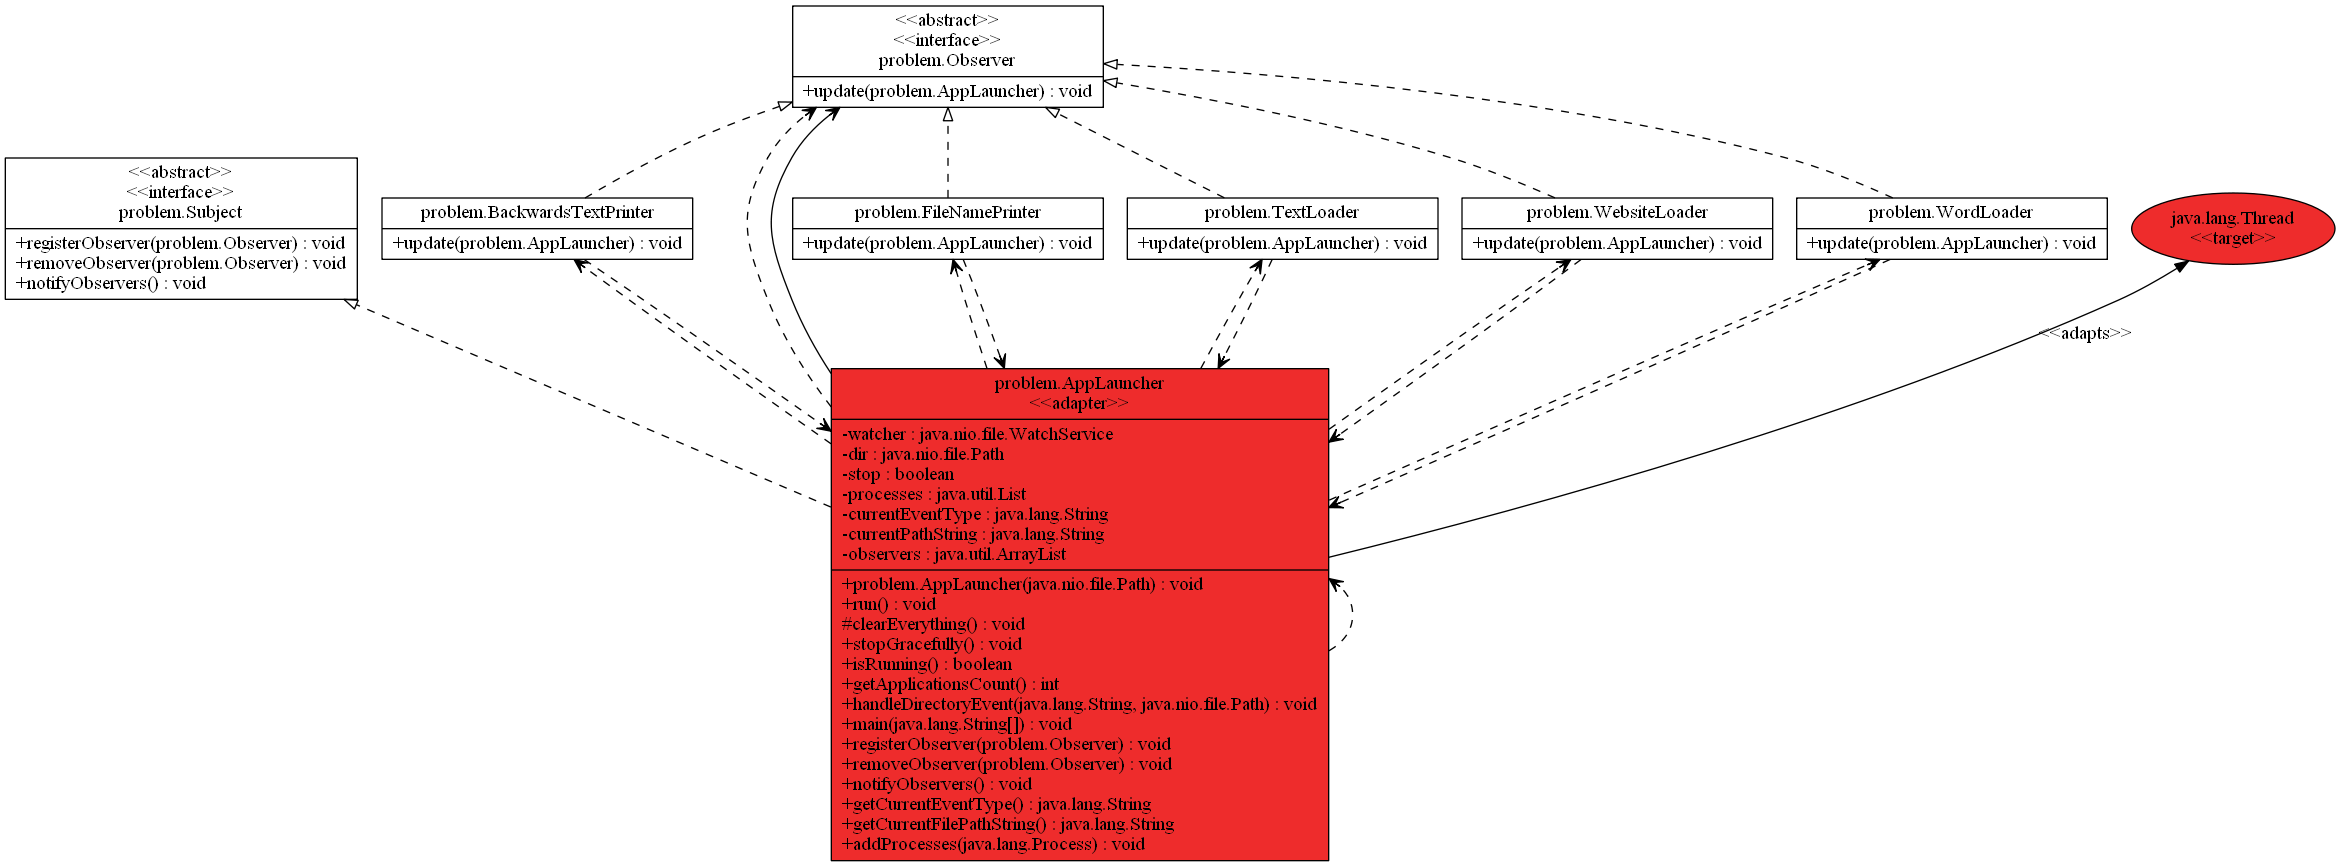 <<abstract>>
<<interface>>
problem.Observer
+update(problem.AppLauncher) : void
<<abstract>>
<<interface>>
problem.Subject
+registerObserver(problem.Observer) : void
+removeObserver(problem.Observer) : void
+notifyObservers() : void
problem.BackwardsTextPrinter
+update(problem.AppLauncher) : void
problem.FileNamePrinter
+update(problem.AppLauncher) : void
problem.TextLoader
+update(problem.AppLauncher) : void
problem.WebsiteLoader
+update(problem.AppLauncher) : void
problem.WordLoader
+update(problem.AppLauncher) : void
java.lang.Thread
<<target>>
<<adapts>>
problem.AppLauncher
<<adapter>>
-watcher : java.nio.file.WatchService
-dir : java.nio.file.Path
-stop : boolean
-processes : java.util.List
-currentEventType : java.lang.String
-currentPathString : java.lang.String
-observers : java.util.ArrayList
+problem.AppLauncher(java.nio.file.Path) : void
+run() : void
#clearEverything() : void
+stopGracefully() : void
+isRunning() : boolean
+getApplicationsCount() : int
+handleDirectoryEvent(java.lang.String, java.nio.file.Path) : void
+main(java.lang.String[]) : void
+registerObserver(problem.Observer) : void
+removeObserver(problem.Observer) : void
+notifyObservers() : void
+getCurrentEventType() : java.lang.String
+getCurrentFilePathString() : java.lang.String
+addProcesses(java.lang.Process) : void